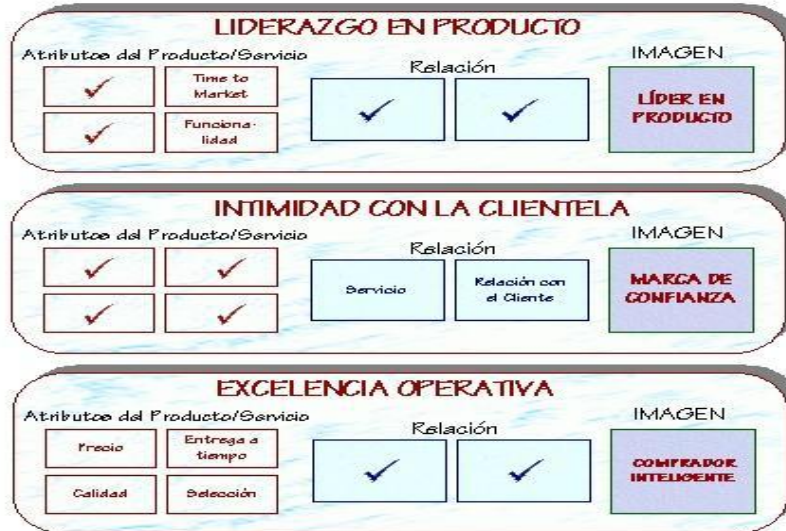 LIDERAZGO EN PRODUCTO
Atributos del Producto/Servicio
Relación
IMAGEN
✓
Time to
Market
✓
Funciona-
lidad
✓
✓
LÍDER EN
PRODUCTO
INTIMIDAD CON LA CLIENTELA
Atributos del Producto/Servicio
Relación
IMAGEN
✓
✓
✓
✓
Servicio
Relación con
el Cliente
MARCA DE
CONFIANZA
EXCELENCIA OPERATIVA
Atributos del Producto/Servicio
Relación
IMAGEN
Precio
Entrega a
tiempo
Calidad
Selección
✓
✓
COMPRADOR
INTELIGENTE